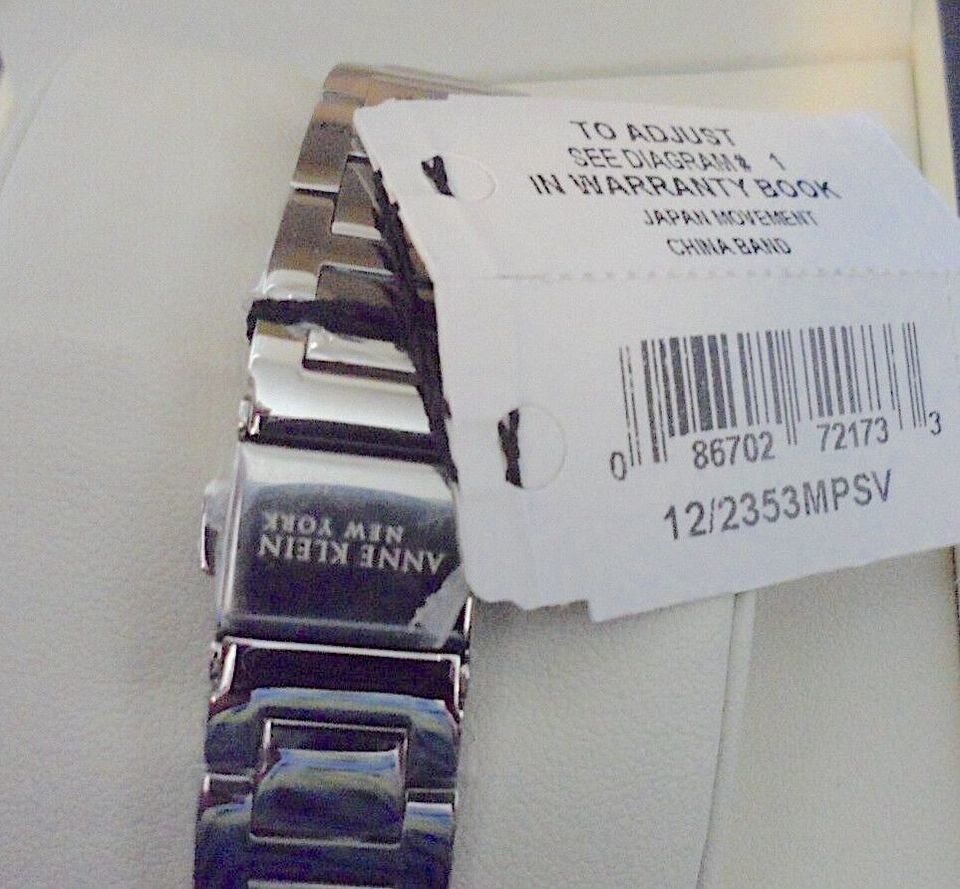 TO ADJUST
SEE DIAGRAM# 1
IN WARRANTY BOOK
JAPAN MOVEMENT
CHINA BAND
0 86702 72173 3
12/2353MPSV
ANNE KLEIN
NEW YORK